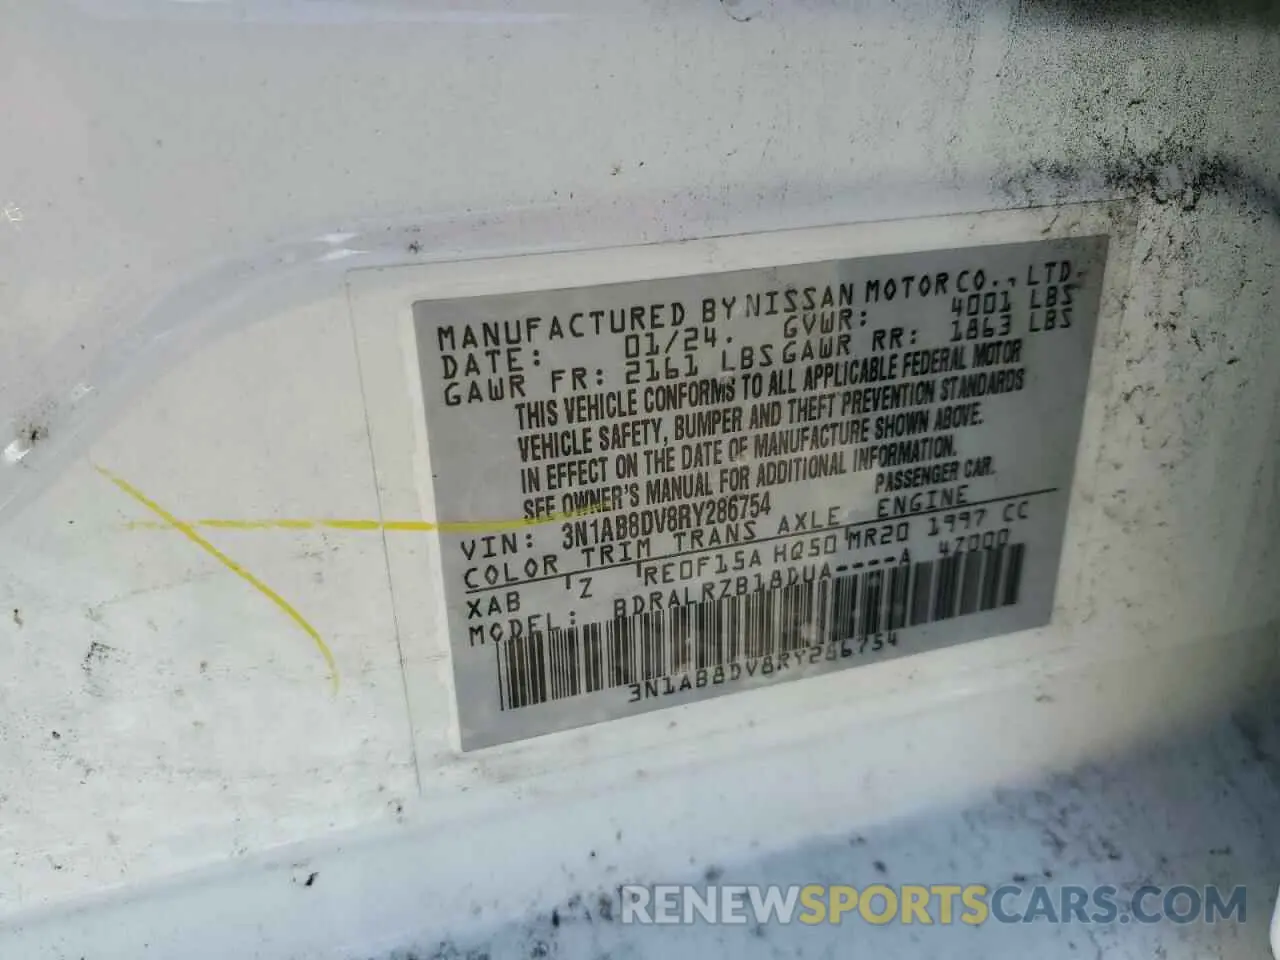 MANUFACTURED BY NISSAN MOTOR CO., LTD.
DATE: 01/24. GVWR: 4001 LBS
GAWR FR: 2161 LBS GAWR RR: 1863 LBS
THIS VEHICLE CONFORMS TO ALL APPLICABLE FEDERAL MOTOR
VEHICLE SAFETY, BUMPER AND THEFT PREVENTION STANDARDS
IN EFFECT ON THE DATE OF MANUFACTURE SHOWN ABOVE.
SEE OWNER'S MANUAL FOR ADDITIONAL INFORMATION.
VIN: 3N1AB8DV8RY286754 PASSENGER CAR.
COLOR TRIM TRANS AXLE ENGINE
XAB Z RE0F15A HQ50 MR20 1997 CC
MODEL: BDRALRZB18DUA----A 47000
3N1AB8DV8RY286754
RENEWSPORTSCARS.COM